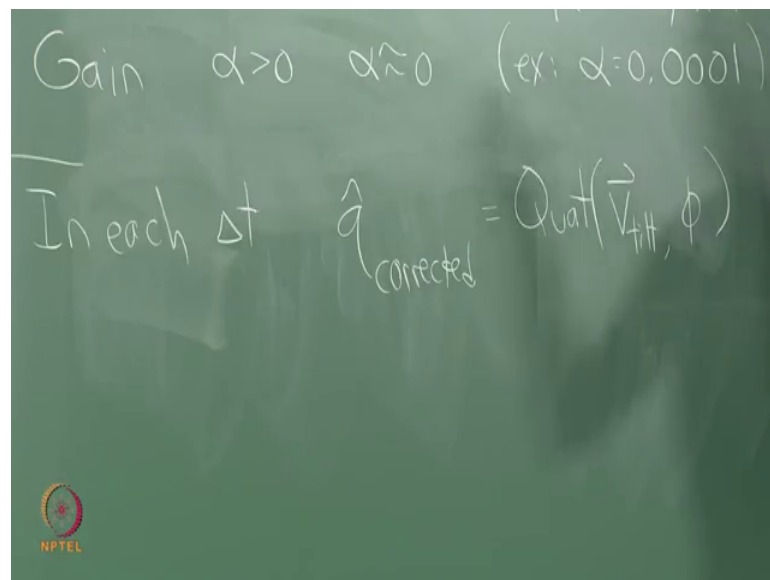 Gain α>0 α≈0 (ex: α=0.0001)
In each Δt q̂corrected = Quat(v⃗tilt, ϕ)
NPTEL